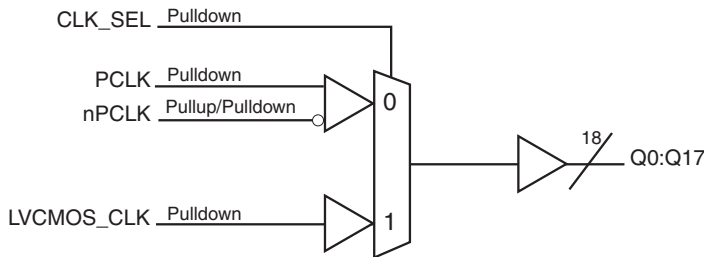 CLK_SEL Pulldown
PCLK Pulldown
0
nPCLK Pullup/Pulldown
18
Q0:Q17
LVCMOS_CLK Pulldown
1